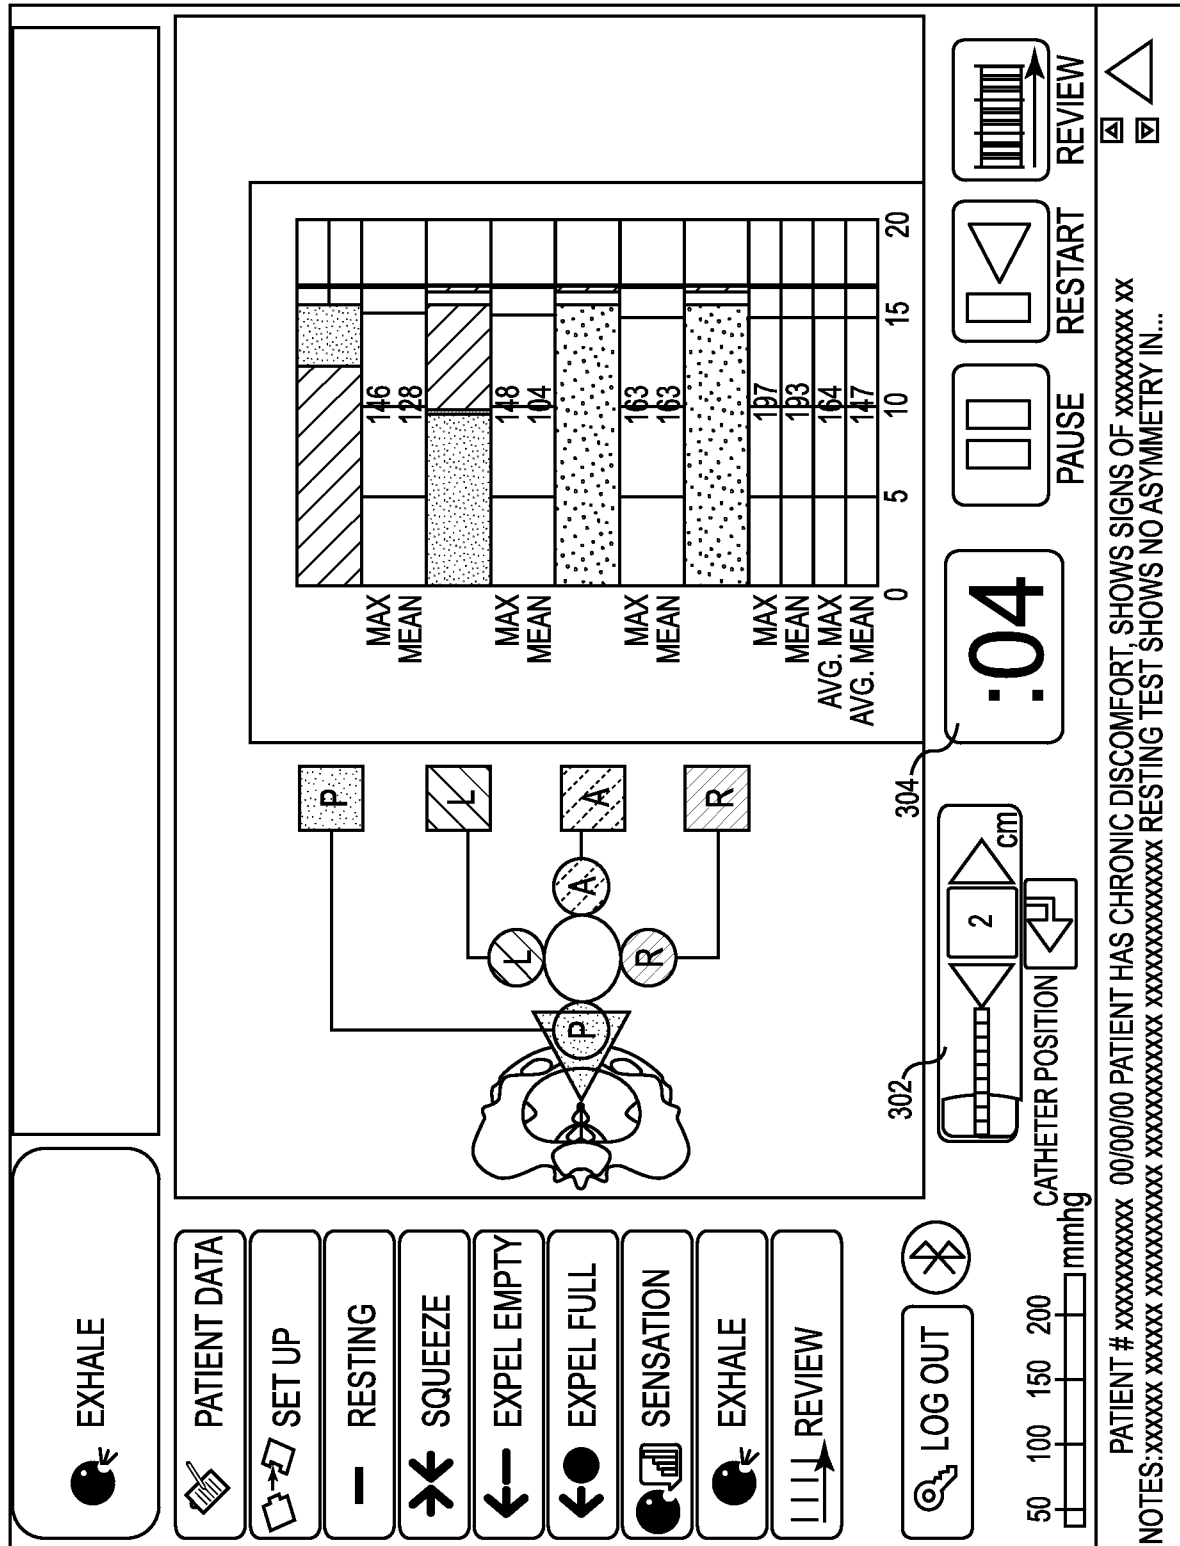 EXHALE
PATIENT DATA
SET UP
RESTING
SQUEEZE
EXPEL EMPTY
EXPEL FULL
SENSATION
EXHALE
REVIEW
LOG OUT
50 100 150 200 mmhg
P
L
A
R
P
L
A
R
MAX 146
MEAN 128
MAX 148
MEAN 104
MAX 163
MEAN 163
MAX 197
MEAN 193
AVG. MAX 164
AVG. MEAN 147
0 5 10 15 20
302
2
cm
CATHETER POSITION
304
:04
PAUSE
RESTART
REVIEW
PATIENT # xxxxxxxxxx 00/00/00 PATIENT HAS CHRONIC DISCOMFORT, SHOWS SIGNS OF xxxxxxxxx xx
NOTES:xxxxxx xxxxxxx xxxxxx xxxxxxxxxxxxx xxxxxxxxxxxxxx xxxxxxxxxxxxxxxx RESTING TEST SHOWS NO ASYMMETRY IN...